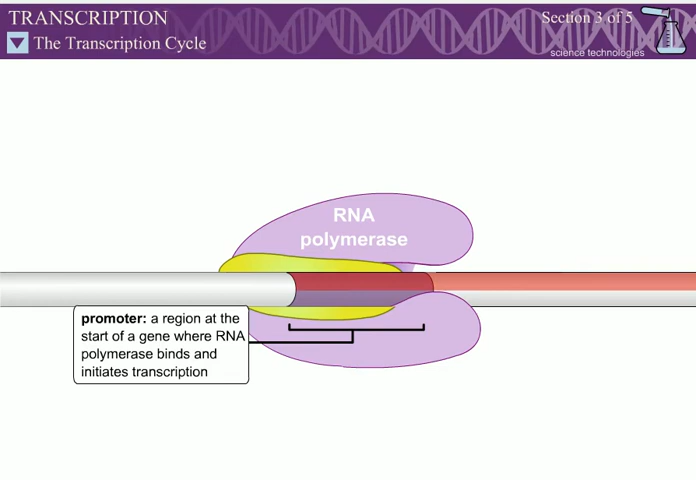 TRANSCRIPTION
Section 3 of 5
The Transcription Cycle
science technologies
RNA
polymerase
promoter: a region at the
start of a gene where RNA
polymerase binds and
initiates transcription